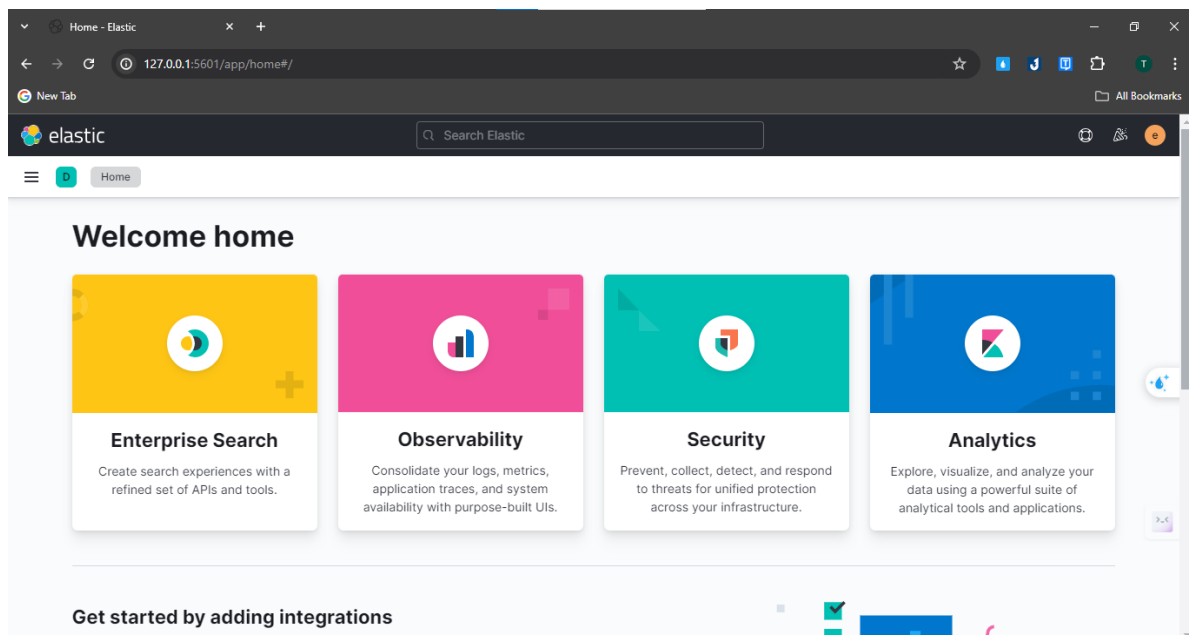 Home - Elastic
127.0.0.1:5601/app/home#/
T
New Tab
All Bookmarks
elastic
Search Elastic
e
D
Home
Welcome home
Enterprise Search
Create search experiences with a
refined set of APIs and tools.
Observability
Consolidate your logs, metrics,
application traces, and system
availability with purpose-built UIs.
Security
Prevent, collect, detect, and respond
to threats for unified protection
across your infrastructure.
Analytics
Explore, visualize, and analyze your
data using a powerful suite of
analytical tools and applications.
Get started by adding integrations